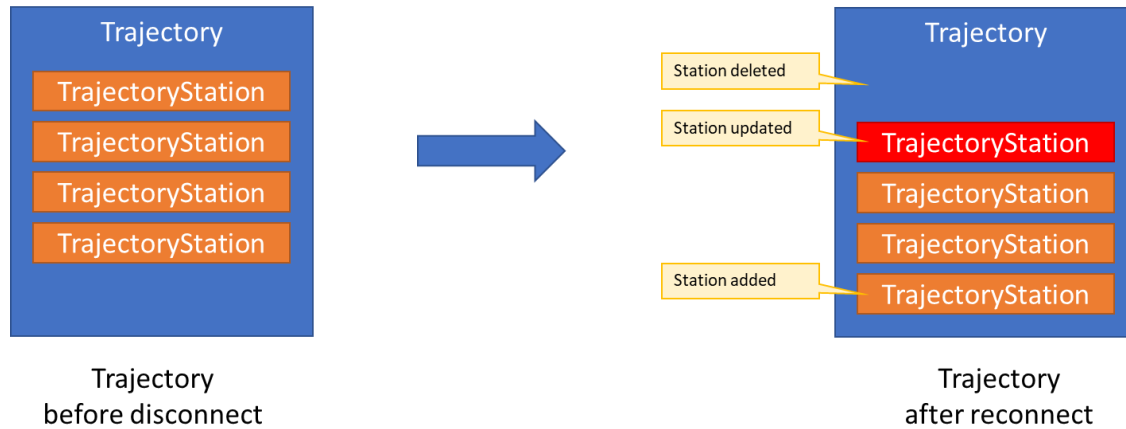 Trajectory
TrajectoryStation
TrajectoryStation
TrajectoryStation
TrajectoryStation
Trajectory
before disconnect
Station deleted
Station updated
Station added
Trajectory
TrajectoryStation
TrajectoryStation
TrajectoryStation
TrajectoryStation
Trajectory
after reconnect